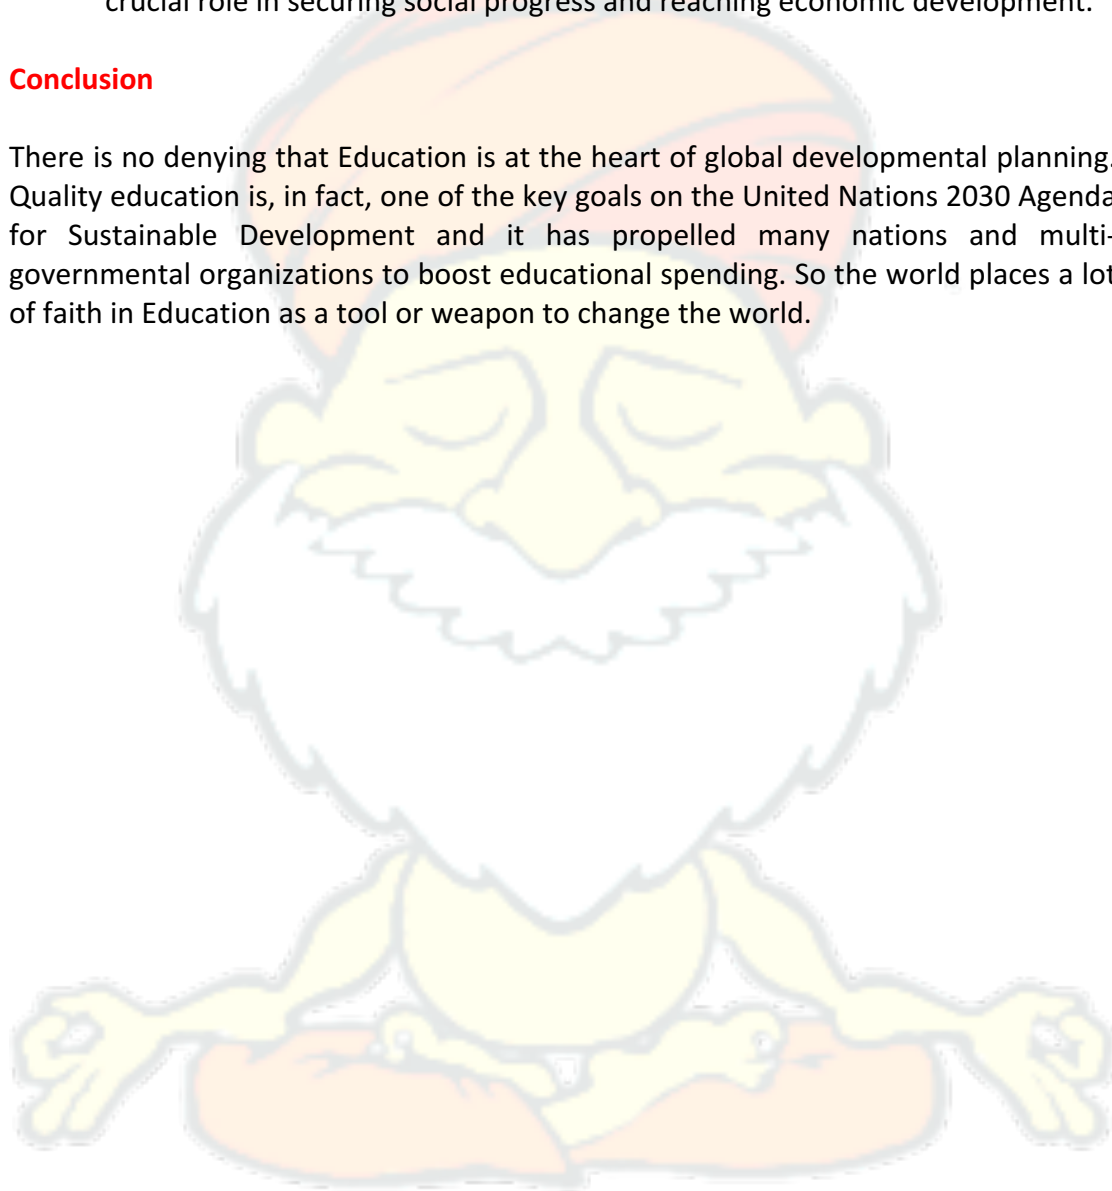 crucial role in securing social progress and reaching economic development.
Conclusion
There is no denying that Education is at the heart of global developmental planning.
Quality education is, in fact, one of the key goals on the United Nations 2030 Agenda
for Sustainable Development and it has propelled many nations and multi-
governmental organizations to boost educational spending. So the world places a lot
of faith in Education as a tool or weapon to change the world.